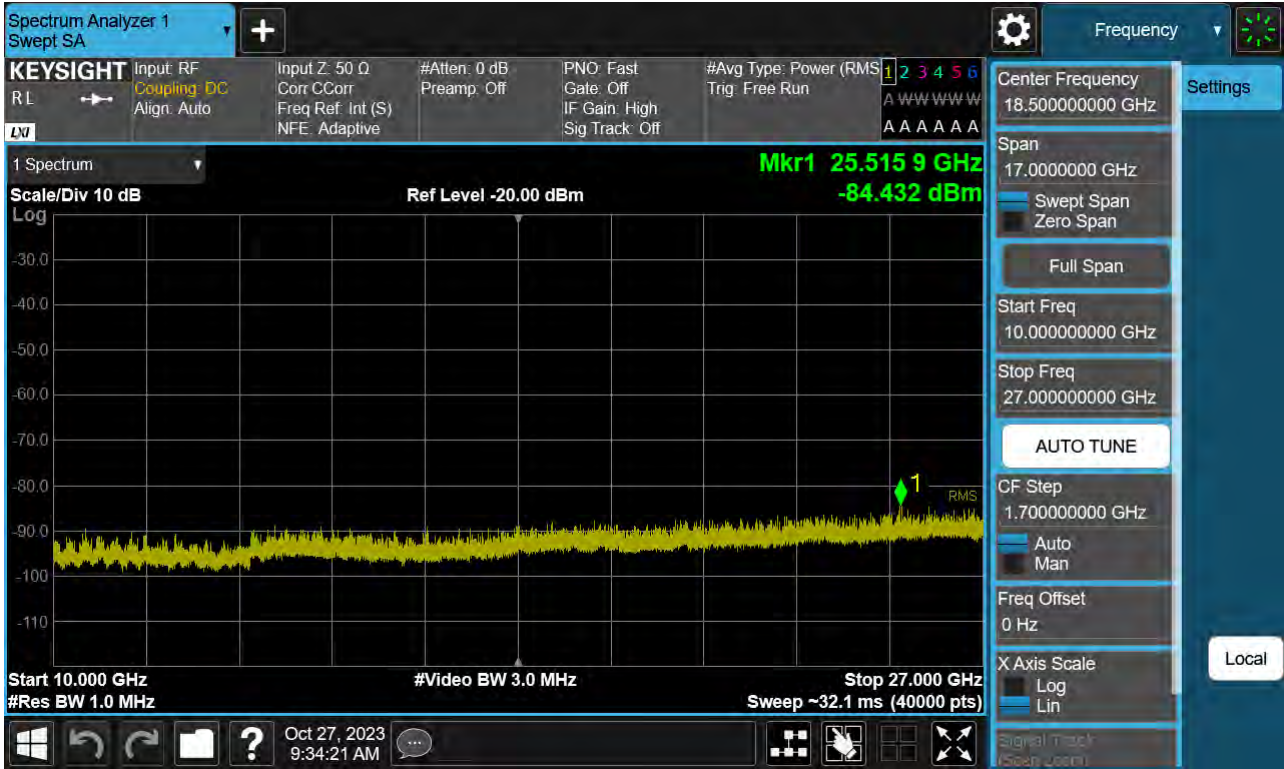 Spectrum Analyzer 1
Swept SA
Frequency
KEYSIGHT
RL
LXI
Input: RF
Coupling: DC
Align: Auto
Input Z: 50 Ω
Corr CCorr
Freq Ref: Int (S)
NFE: Adaptive
#Atten: 0 dB
Preamp: Off
PNO: Fast
Gate: Off
IF Gain: High
Sig Track: Off
#Avg Type: Power (RMS
Trig: Free Run
1 2 3 4 5 6
A W W W W W
A A A A A A
1 Spectrum
Scale/Div 10 dB
Log
Ref Level -20.00 dBm
Mkr1 25.515 9 GHz
-84.432 dBm
-30.0
-40.0
-50.0
-60.0
-70.0
-80.0
-90.0
-100
-110
1
RMS
Start 10.000 GHz
#Res BW 1.0 MHz
#Video BW 3.0 MHz
Stop 27.000 GHz
Sweep ~32.1 ms (40000 pts)
Oct 27, 2023
9:34:21 AM
?
Center Frequency
18.500000000 GHz
Span
17.0000000 GHz
Swept Span
Zero Span
Full Span
Start Freq
10.000000000 GHz
Stop Freq
27.000000000 GHz
AUTO TUNE
CF Step
1.700000000 GHz
Auto
Man
Freq Offset
0 Hz
X Axis Scale
Log
Lin
Signal Track
(Span Zoom)
Settings
Local